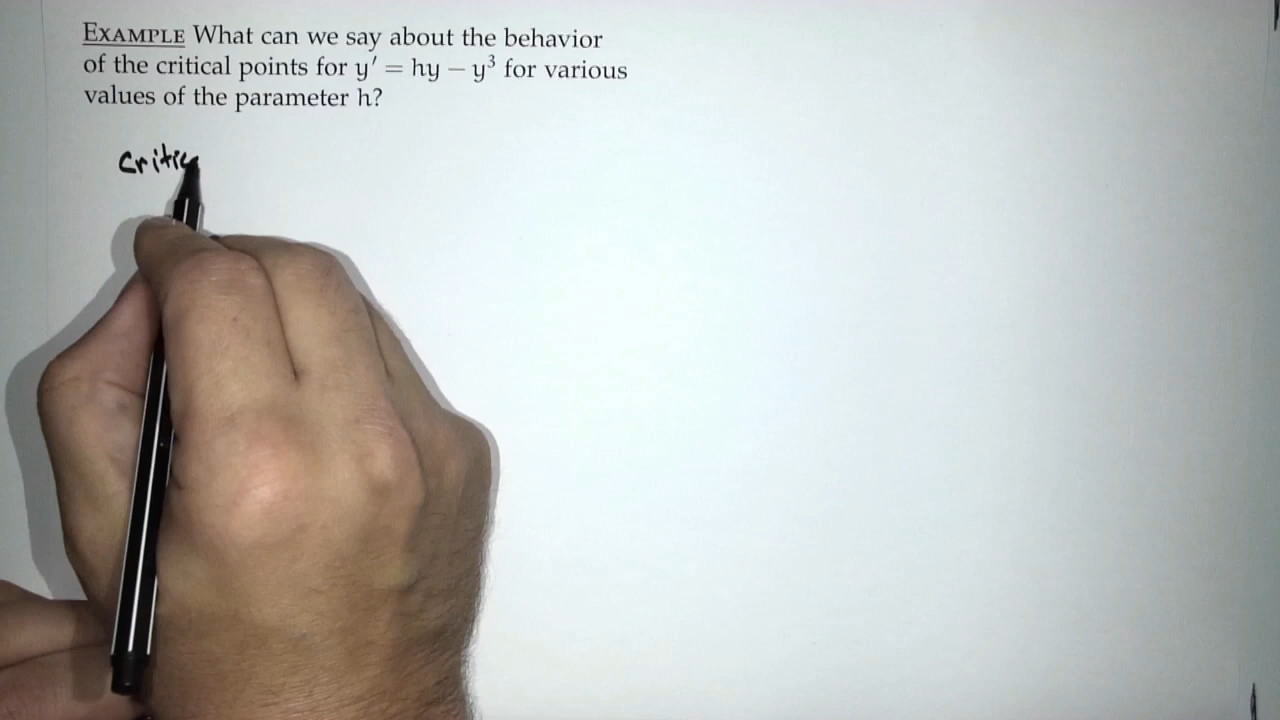 EXAMPLE What can we say about the behavior
of the critical points for y′ = hy − y³ for various
values of the parameter h?
critic